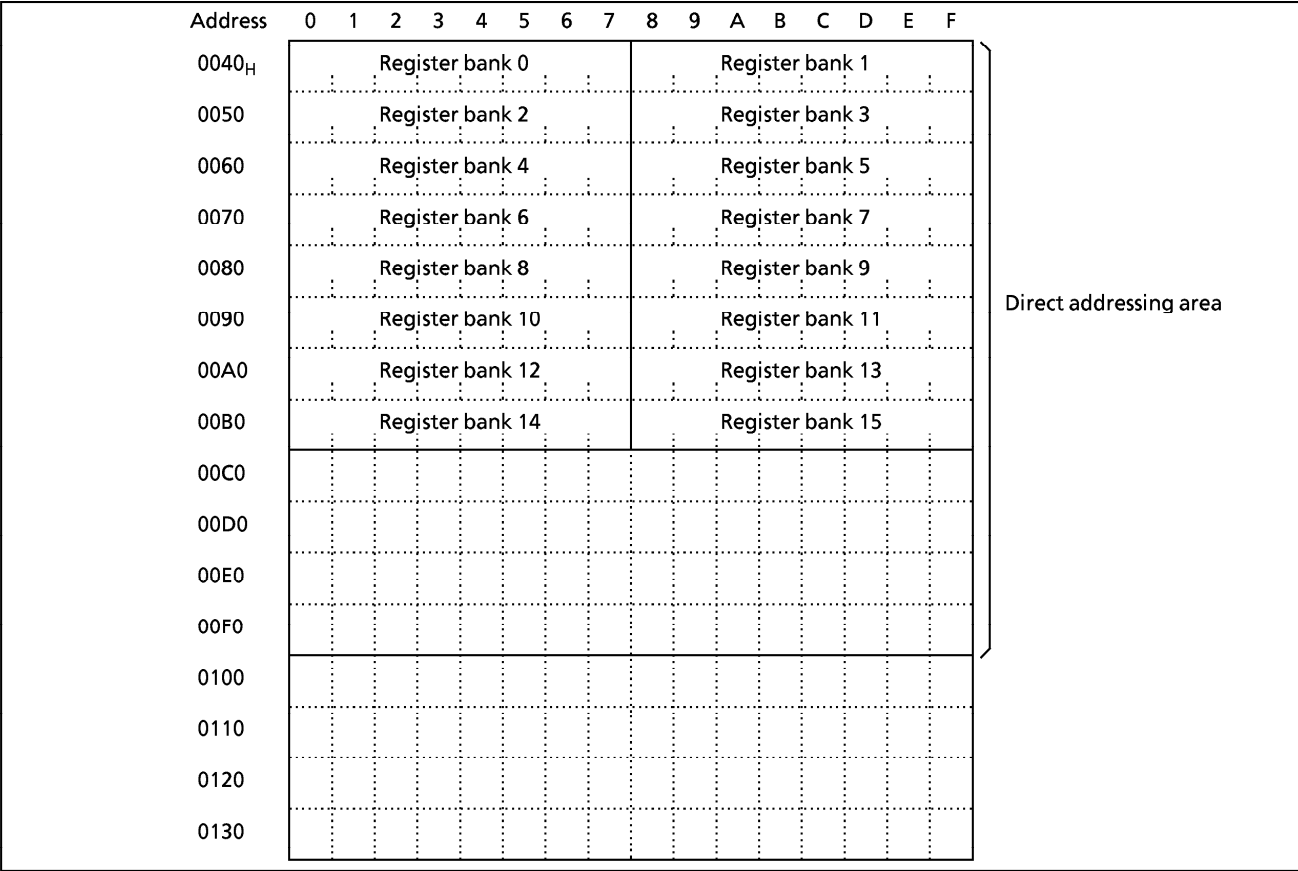 Address 0 1 2 3 4 5 6 7 8 9 A B C D E F
0040H Register bank 0 Register bank 1
0050 Register bank 2 Register bank 3
0060 Register bank 4 Register bank 5
0070 Register bank 6 Register bank 7
0080 Register bank 8 Register bank 9
Direct addressing area
0090 Register bank 10 Register bank 11
00A0 Register bank 12 Register bank 13
00B0 Register bank 14 Register bank 15
00C0
00D0
00E0
00F0
0100
0110
0120
0130